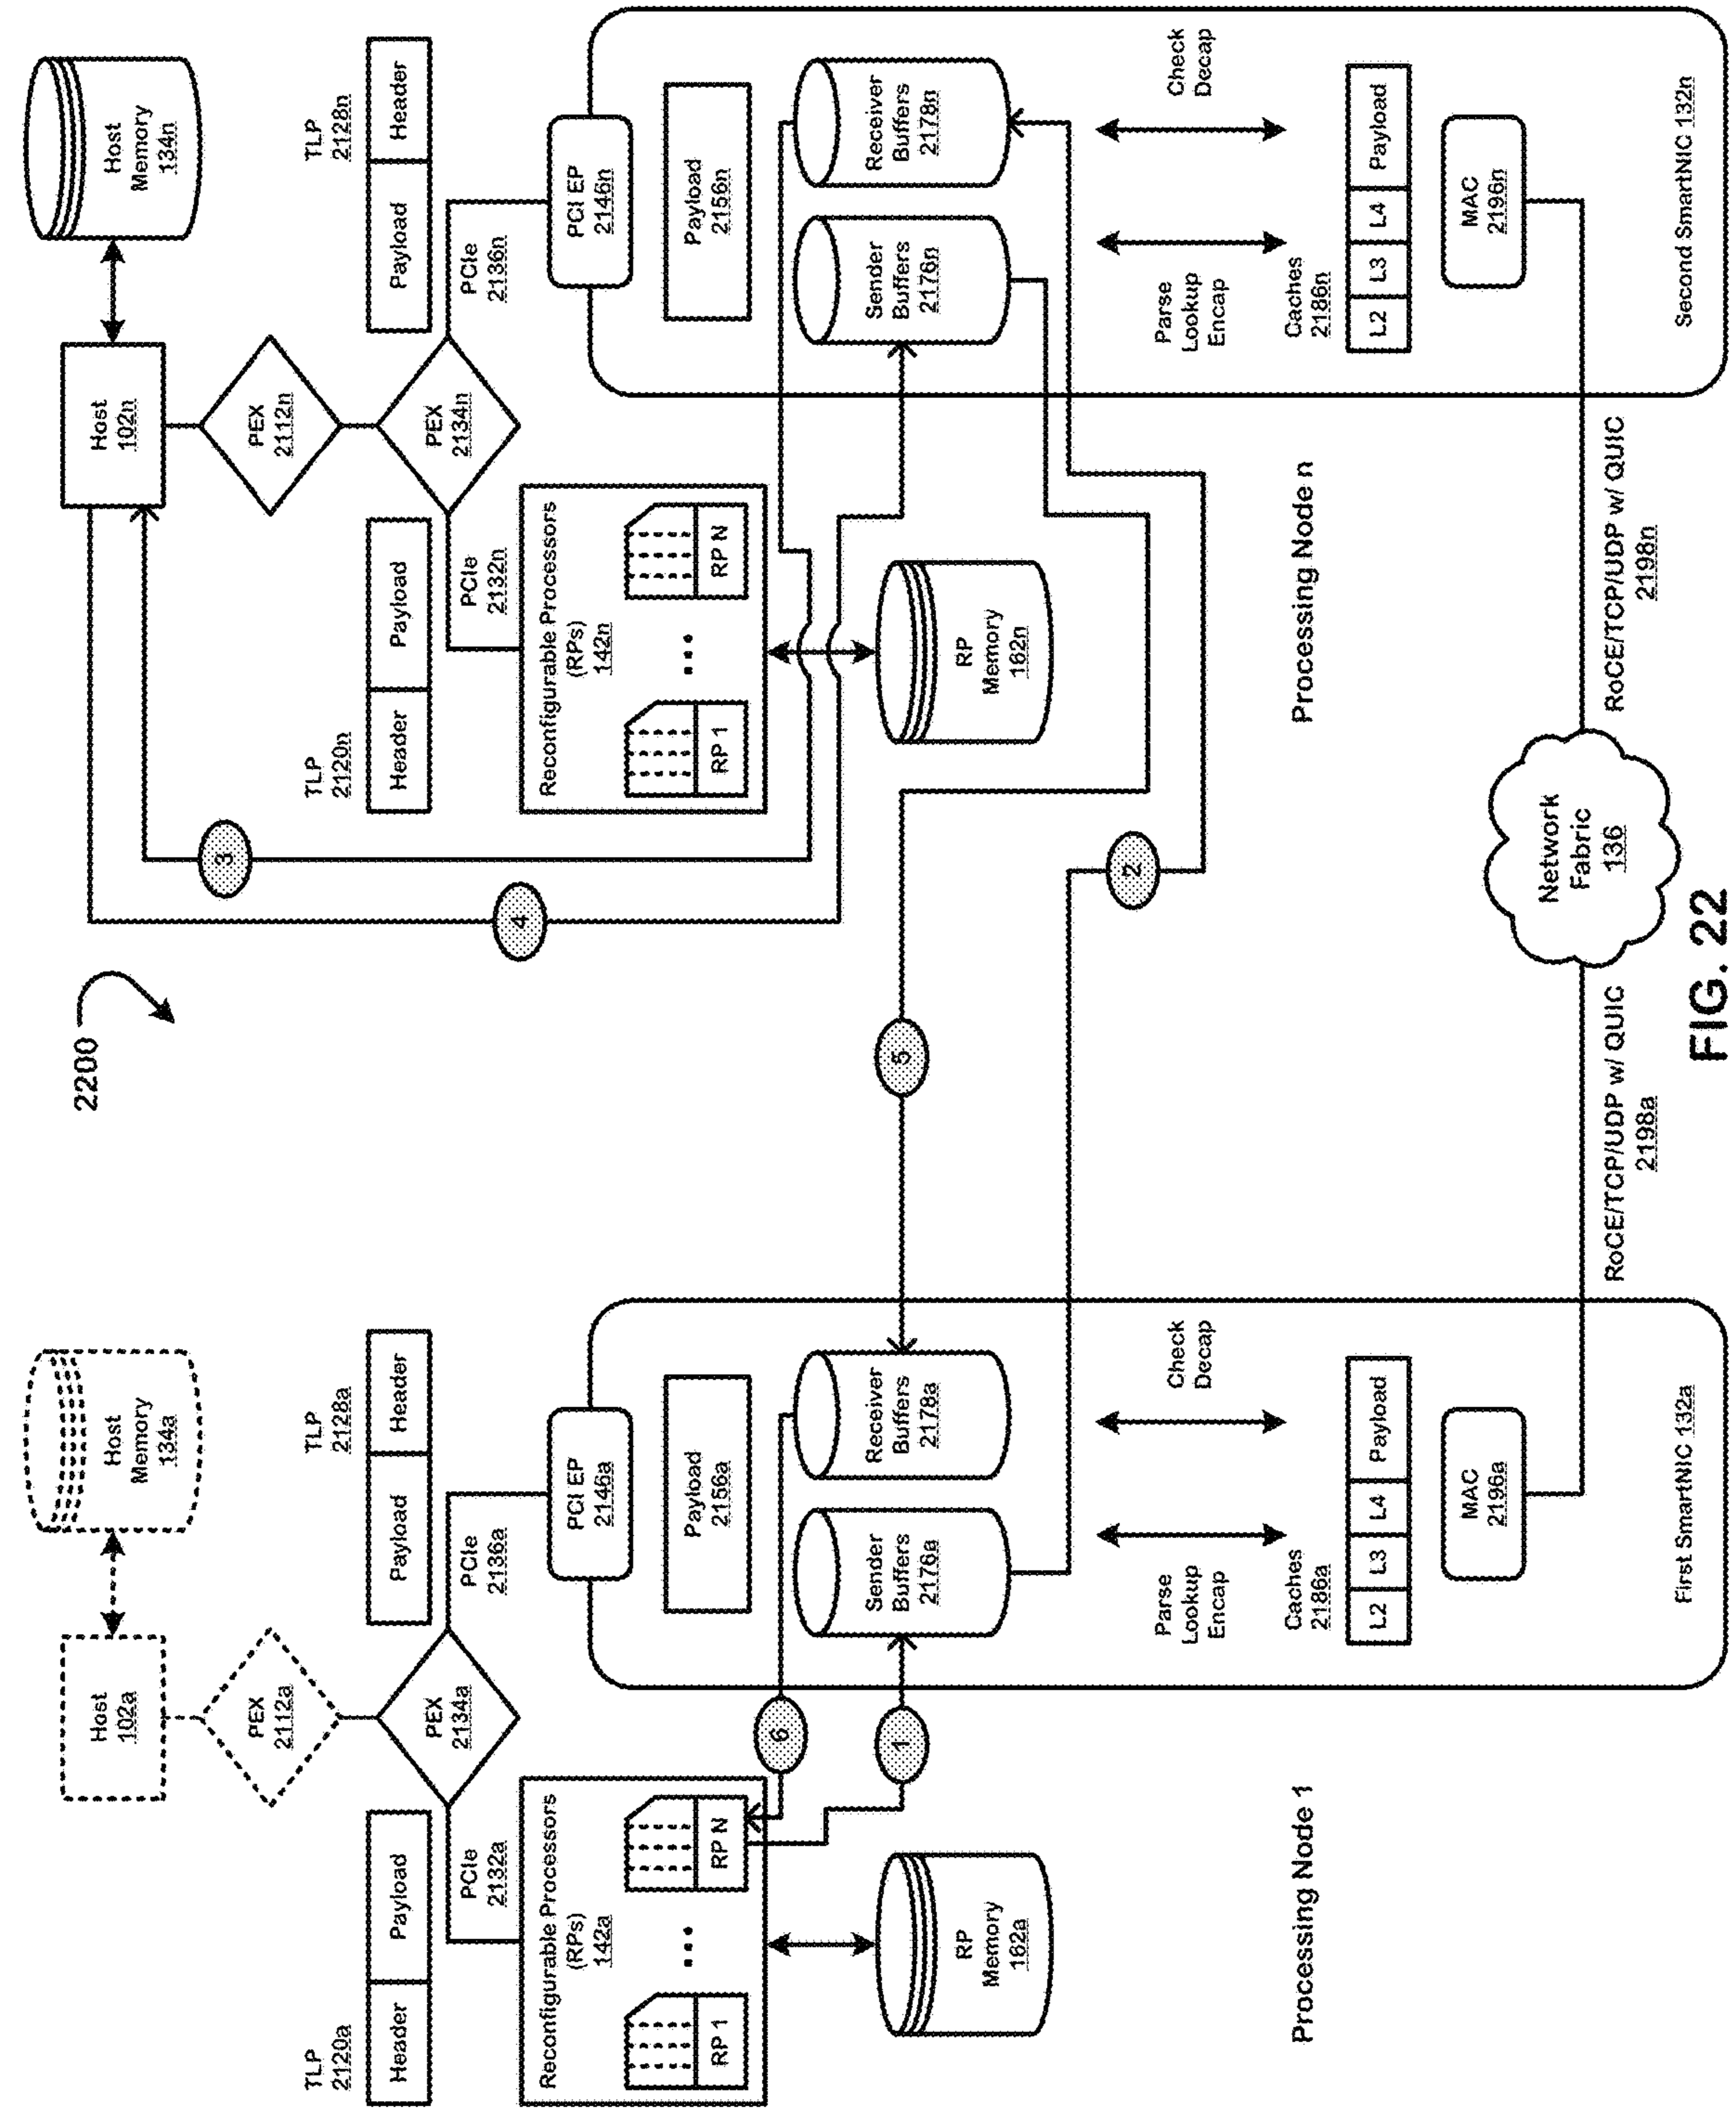 2200
Host
102a
Host
Memory
134a
PEX
2112a
TLP
2120a
Header
Payload
PEX
2134a
TLP
2128a
Payload
Header
PCIe
2132a
PCIe
2136a
Reconfigurable Processors
(RPs)
142a
RP 1
...
RP N
RP
Memory
162a
PCI EP
2146a
Payload
2156a
6
1
Sender
Buffers
2176a
Receiver
Buffers
2178a
Parse
Lookup
Encap
Check
Decap
Caches
2186a
L2
L3
L4
Payload
MAC
2196a
First SmartNIC 132a
Processing Node 1
5
2
3
4
Host
102n
Host
Memory
134n
PEX
2112n
TLP
2120n
Header
Payload
PEX
2134n
TLP
2128n
Payload
Header
PCIe
2132n
PCIe
2136n
Reconfigurable Processors
(RPs)
142n
RP 1
...
RP N
RP
Memory
162n
PCI EP
2146n
Payload
2156n
Sender
Buffers
2176n
Receiver
Buffers
2178n
Parse
Lookup
Encap
Check
Decap
Caches
2186n
L2
L3
L4
Payload
MAC
2196n
Second SmartNIC 132n
Processing Node n
RoCE/TCP/UDP w/ QUIC
2198a
Network
Fabric
136
RoCE/TCP/UDP w/ QUIC
2198n
FIG. 22